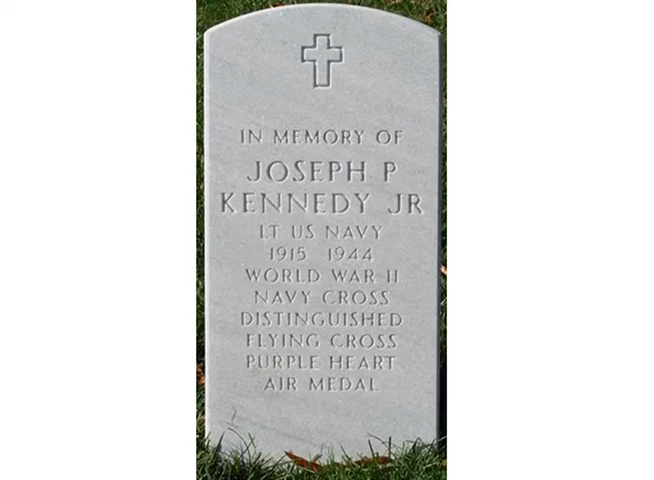 IN MEMORY OF
JOSEPH P
KENNEDY JR
LT US NAVY
1915 1944
WORLD WAR II
NAVY CROSS
DISTINGUISHED
FLYING CROSS
PURPLE HEART
AIR MEDAL